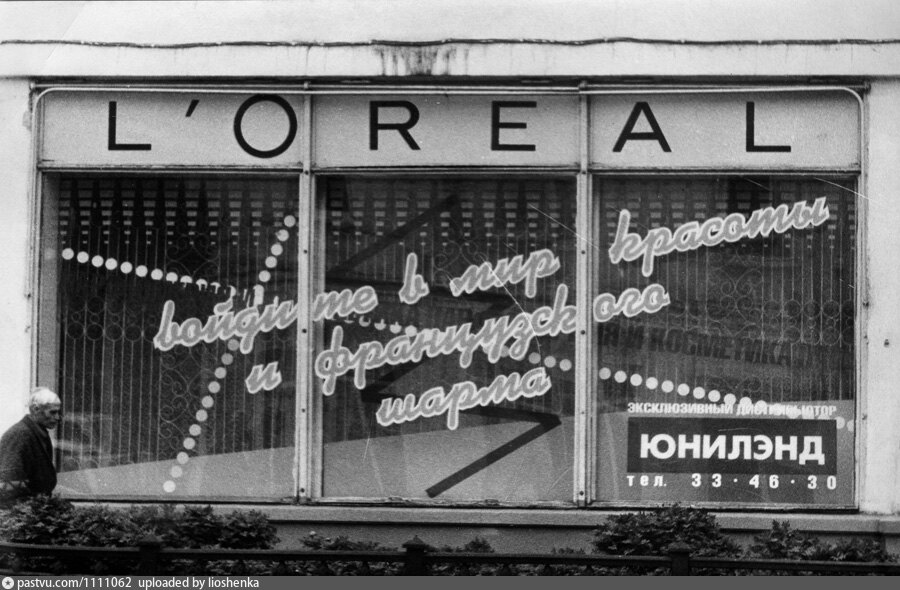 L'OREAL
войдите в мир красоты
и французского
шарма
КОСМЕТИКА
ЭКСКЛЮЗИВНЫЙ ДИСТРИБЬЮТОР
ЮНИЛЭНД
тел. 33·46·30
pastvu.com/1111062 uploaded by lioshenka